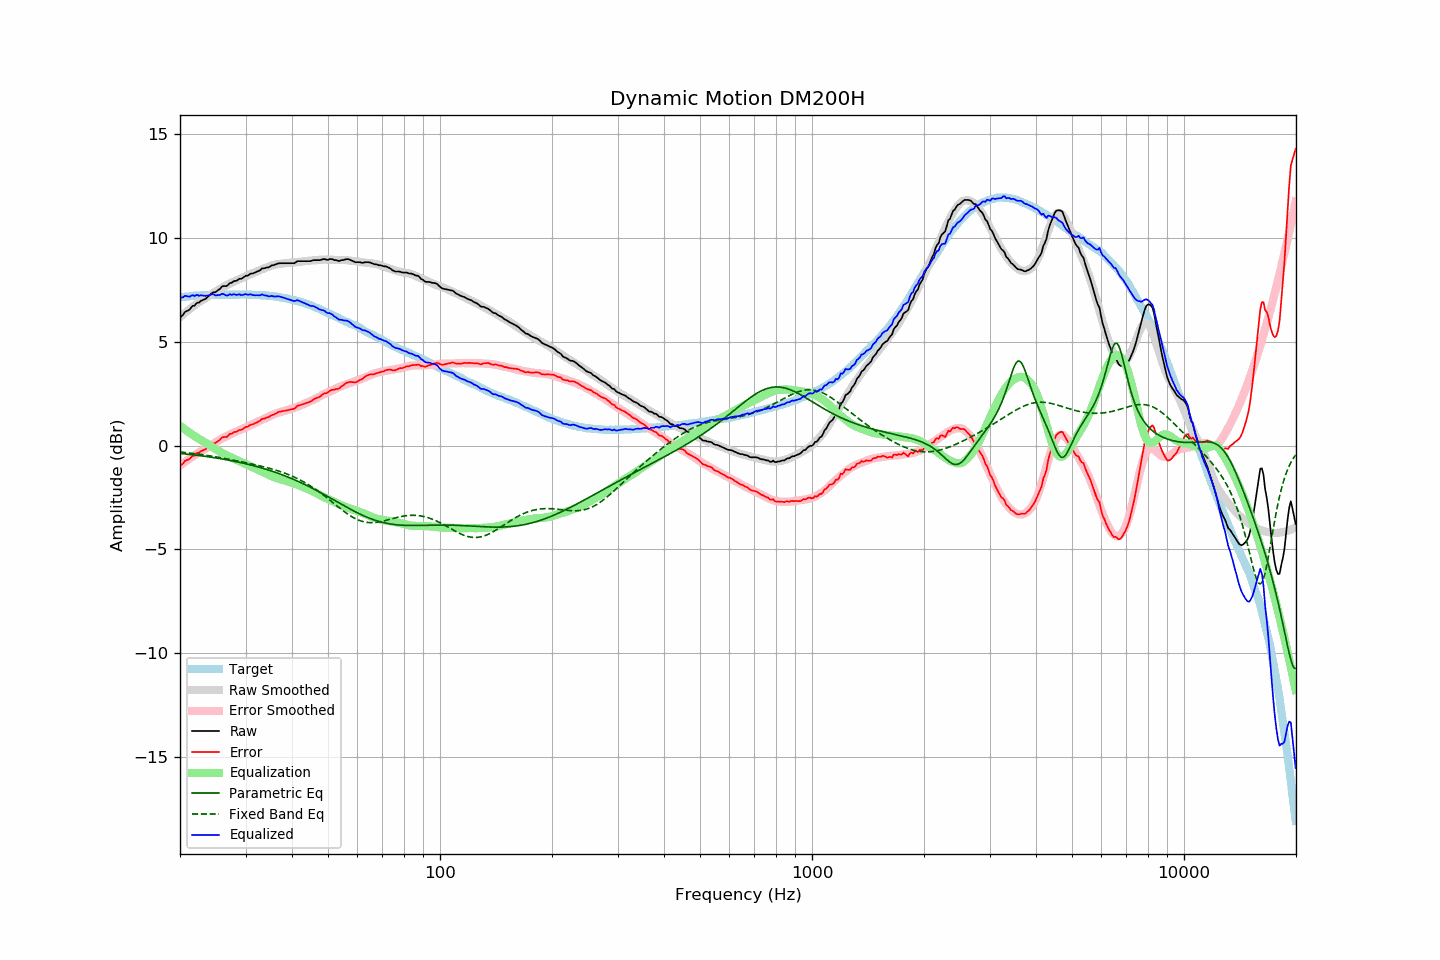 Dynamic Motion DM200H
15
10
5
0
−5
−10
−15
Amplitude (dBr)
Target
Raw Smoothed
Error Smoothed
Raw
Error
Equalization
Parametric Eq
Fixed Band Eq
Equalized
100
1000
10000
Frequency (Hz)